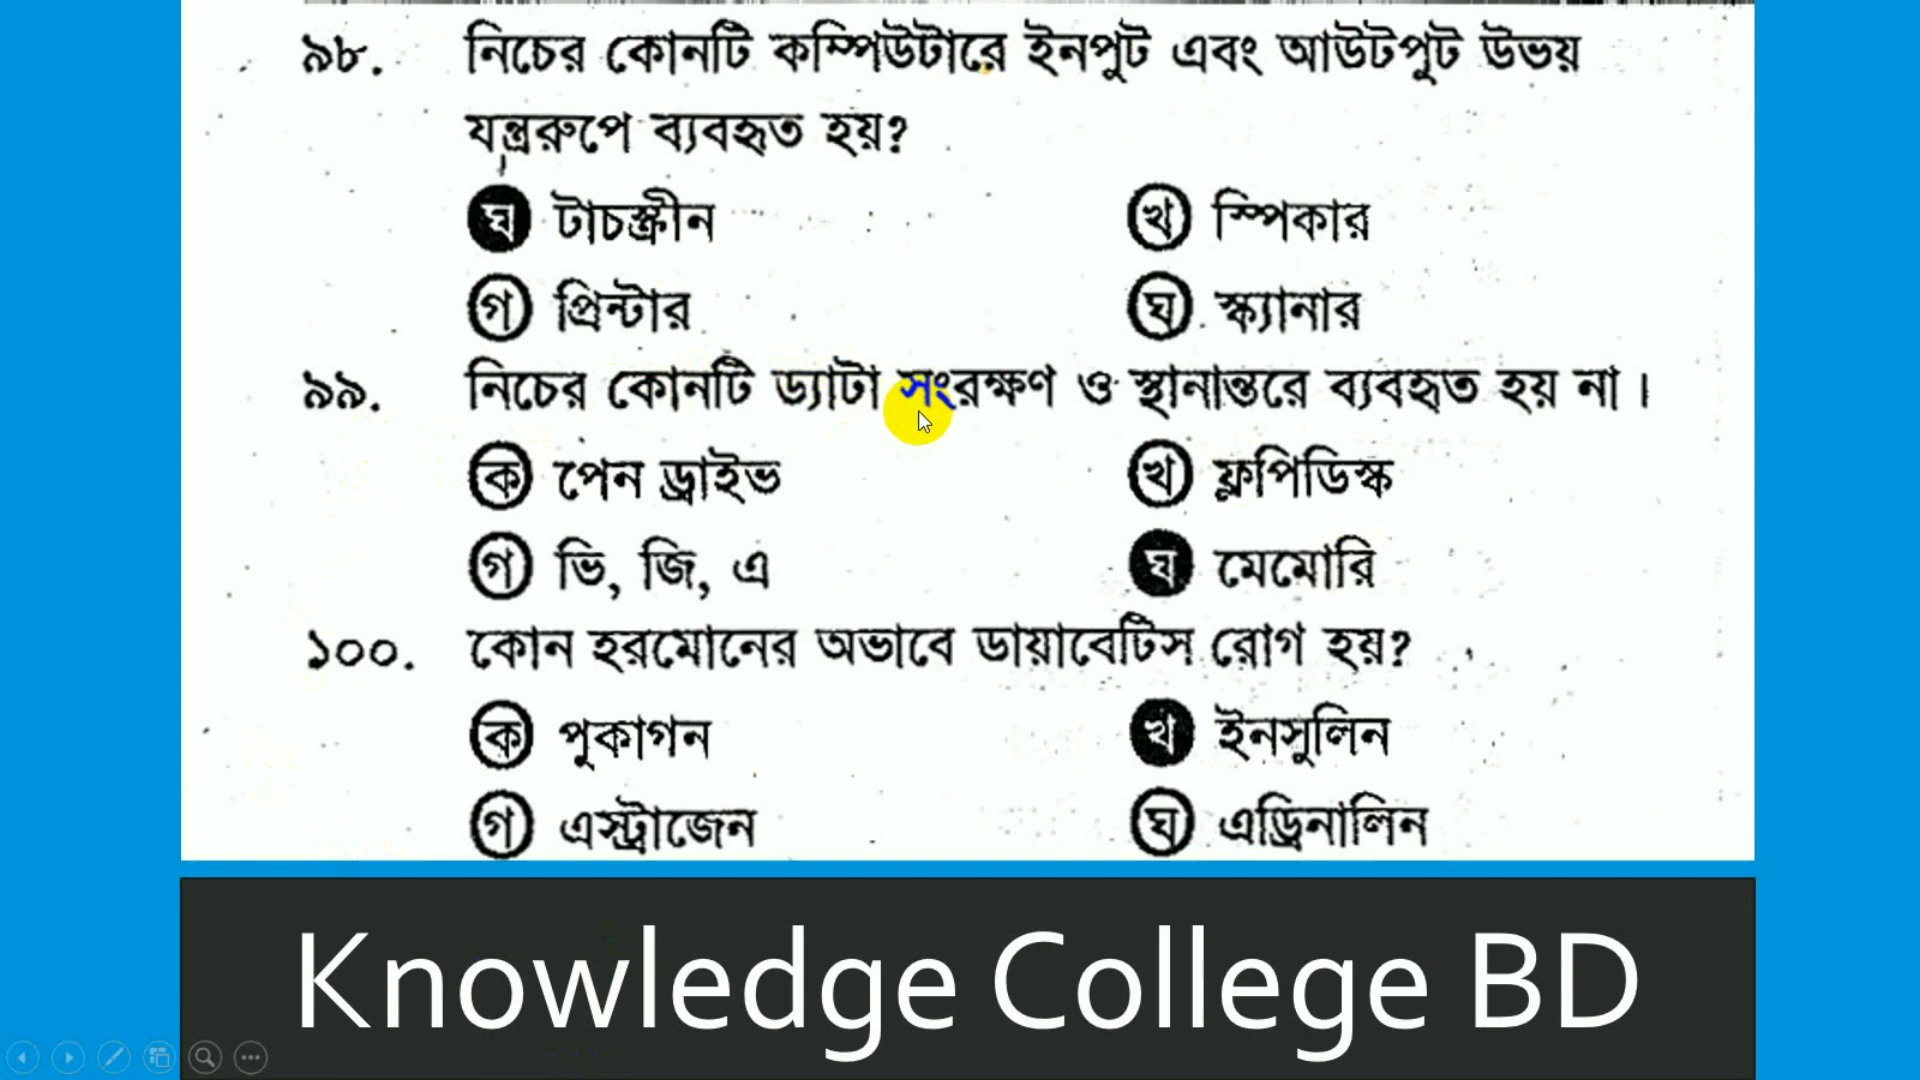 ৯৮. নিচের কোনটি কম্পিউটারে ইনপুট এবং আউটপুট উভয়
যন্ত্ররুপে ব্যবহৃত হয়?
ঘ টাচস্ক্রীন খ স্পিকার
গ প্রিন্টার ঘ স্ক্যানার
৯৯. নিচের কোনটি ড্যাটা সংরক্ষণ ও স্থানান্তরে ব্যবহৃত হয় না।
ক পেন ড্রাইভ খ ফ্লপিডিস্ক
গ ভি, জি, এ ঘ মেমোরি
১০০. কোন হরমোনের অভাবে ডায়াবেটিস রোগ হয়?
ক পুকাগন খ ইনসুলিন
গ এস্ট্রাজেন ঘ এড্রিনালিন
Knowledge College BD